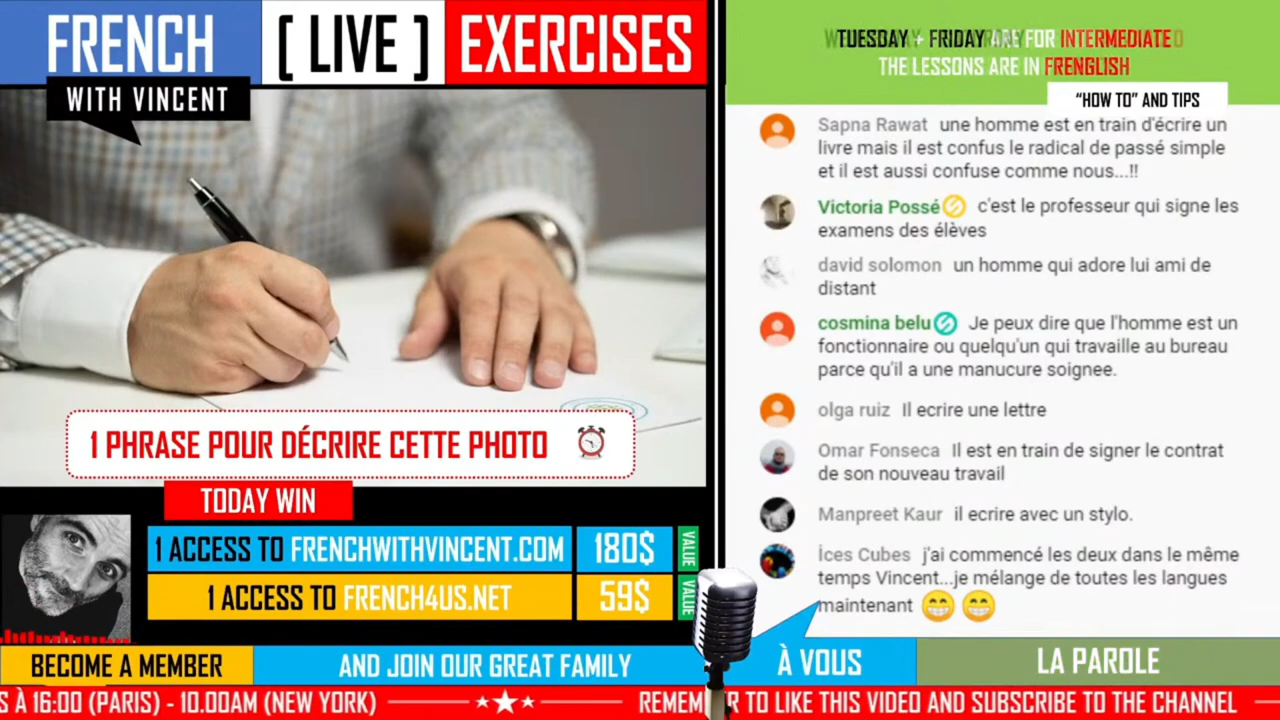 FRENCH
[ LIVE ]
EXERCISES
WITH VINCENT
1 PHRASE POUR DÉCRIRE CETTE PHOTO
TODAY WIN
1 ACCESS TO FRENCHWITHVINCENT.COM
180$
VALUE
1 ACCESS TO FRENCH4US.NET
59$
VALUE
BECOME A MEMBER
AND JOIN OUR GREAT FAMILY
TUESDAY + FRIDAY ARE FOR INTERMEDIATE
THE LESSONS ARE IN FRENGLISH
“HOW TO” AND TIPS
Sapna Rawat une homme est en train d'écrire un
livre mais il est confus le radical de passé simple
et il est aussi confuse comme nous...!!
Victoria Possé c'est le professeur qui signe les
examens des élèves
david solomon un homme qui adore lui ami de
distant
cosmina belu Je peux dire que l'homme est un
fonctionnaire ou quelqu'un qui travaille au bureau
parce qu'il a une manucure soignee.
olga ruiz Il ecrire une lettre
Omar Fonseca Il est en train de signer le contrat
de son nouveau travail
Manpreet Kaur il ecrire avec un stylo.
İces Cubes j'ai commencé les deux dans le même
temps Vincent...je mélange de toutes les langues
maintenant
À VOUS
LA PAROLE
S À 16:00 (PARIS) - 10.00AM (NEW YORK)
REMEMBER TO LIKE THIS VIDEO AND SUBSCRIBE TO THE CHANNEL